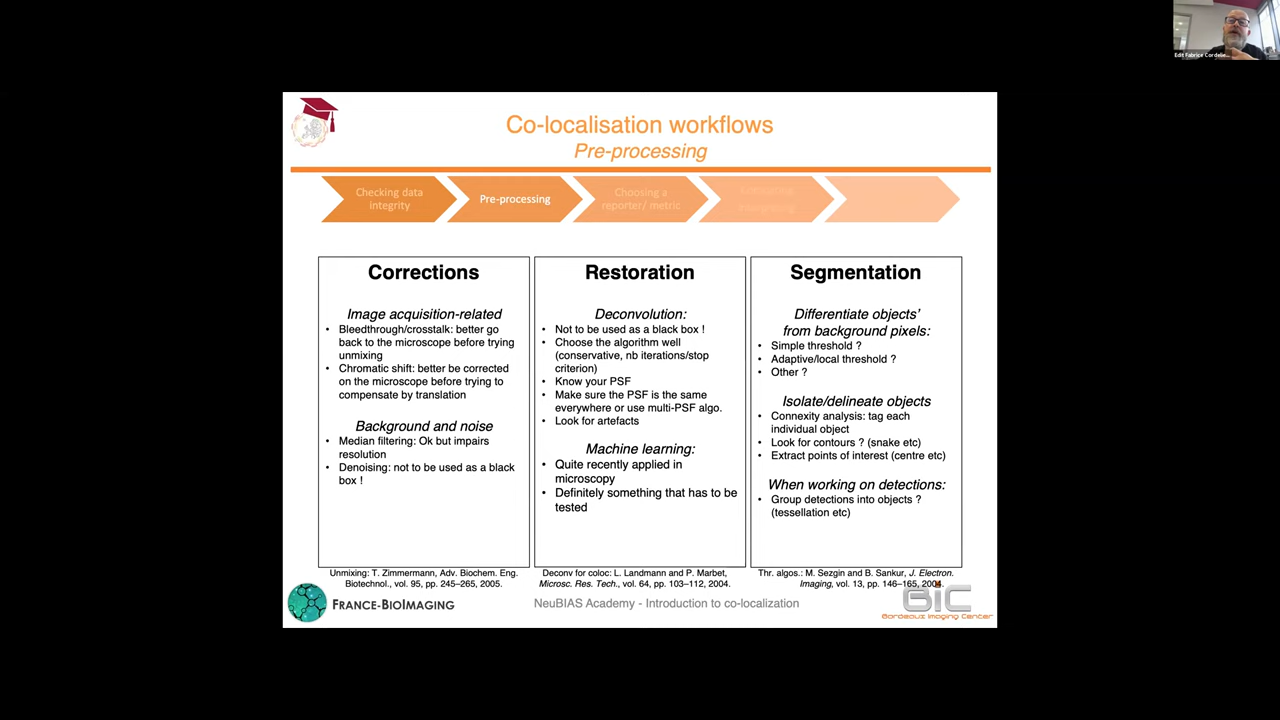 Edit Fabrice Cordelie...
Co-localisation workflows
Pre-processing
Checking data
integrity
Pre-processing
Choosing a
reporter/ metric
Corrections
Image acquisition-related
• Bleedthrough/crosstalk: better go
back to the microscope before trying
unmixing
• Chromatic shift: better be corrected
on the microscope before trying to
compensate by translation
Background and noise
• Median filtering: Ok but impairs
resolution
• Denoising: not to be used as a black
box !
Unmixing: T. Zimmermann, Adv. Biochem. Eng.
Biotechnol., vol. 95, pp. 245–265, 2005.
Restoration
Deconvolution:
• Not to be used as a black box !
• Choose the algorithm well
(conservative, nb iterations/stop
criterion)
• Know your PSF
• Make sure the PSF is the same
everywhere or use multi-PSF algo.
• Look for artefacts
Machine learning:
• Quite recently applied in
microscopy
• Definitely something that has to be
tested
Deconv for coloc: L. Landmann and P. Marbet,
Microsc. Res. Tech., vol. 64, pp. 103–112, 2004.
Segmentation
Differentiate objects'
from background pixels:
• Simple threshold ?
• Adaptive/local threshold ?
• Other ?
Isolate/delineate objects
• Connexity analysis: tag each
individual object
• Look for contours ? (snake etc)
• Extract points of interest (centre etc)
When working on detections:
• Group detections into objects ?
(tessellation etc)
Thr. algos.: M. Sezgin and B. Sankur, J. Electron.
Imaging, vol. 13, pp. 146–165, 2004.
FRANCE-BIOIMAGING
NeuBIAS Academy - Introduction to co-localization
BIC
Bordeaux Imaging Center